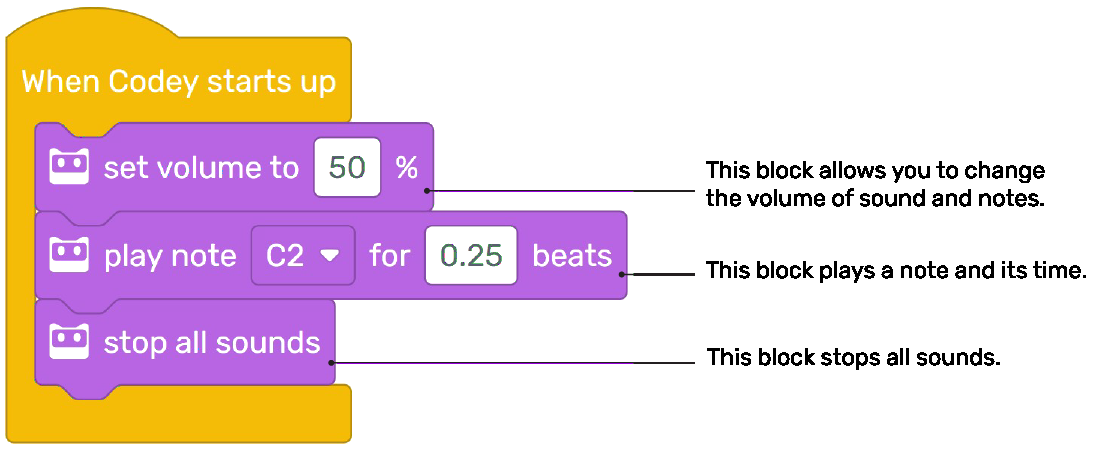 When Codey starts up
set volume to 50 %
This block allows you to change
the volume of sound and notes.
play note C2 for 0.25 beats
This block plays a note and its time.
stop all sounds
This block stops all sounds.